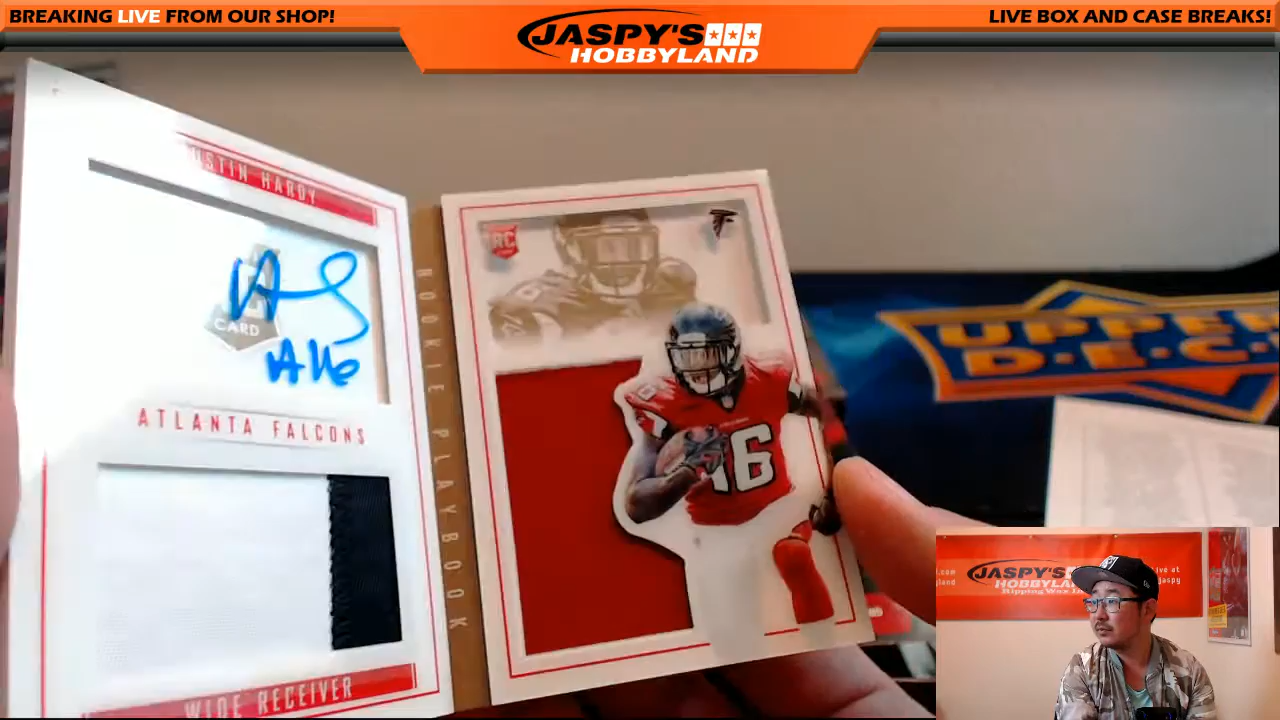 BREAKING LIVE FROM OUR SHOP!
JASPY'S
HOBBYLAND
LIVE BOX AND CASE BREAKS!
USTIN HARDY
CARD
ATLANTA FALCONS
WIDE RECEIVER
ROOKIE PLAYBOOK
RC
16
UPPER
D.E.C
JASPY'S
HOBBYLAND